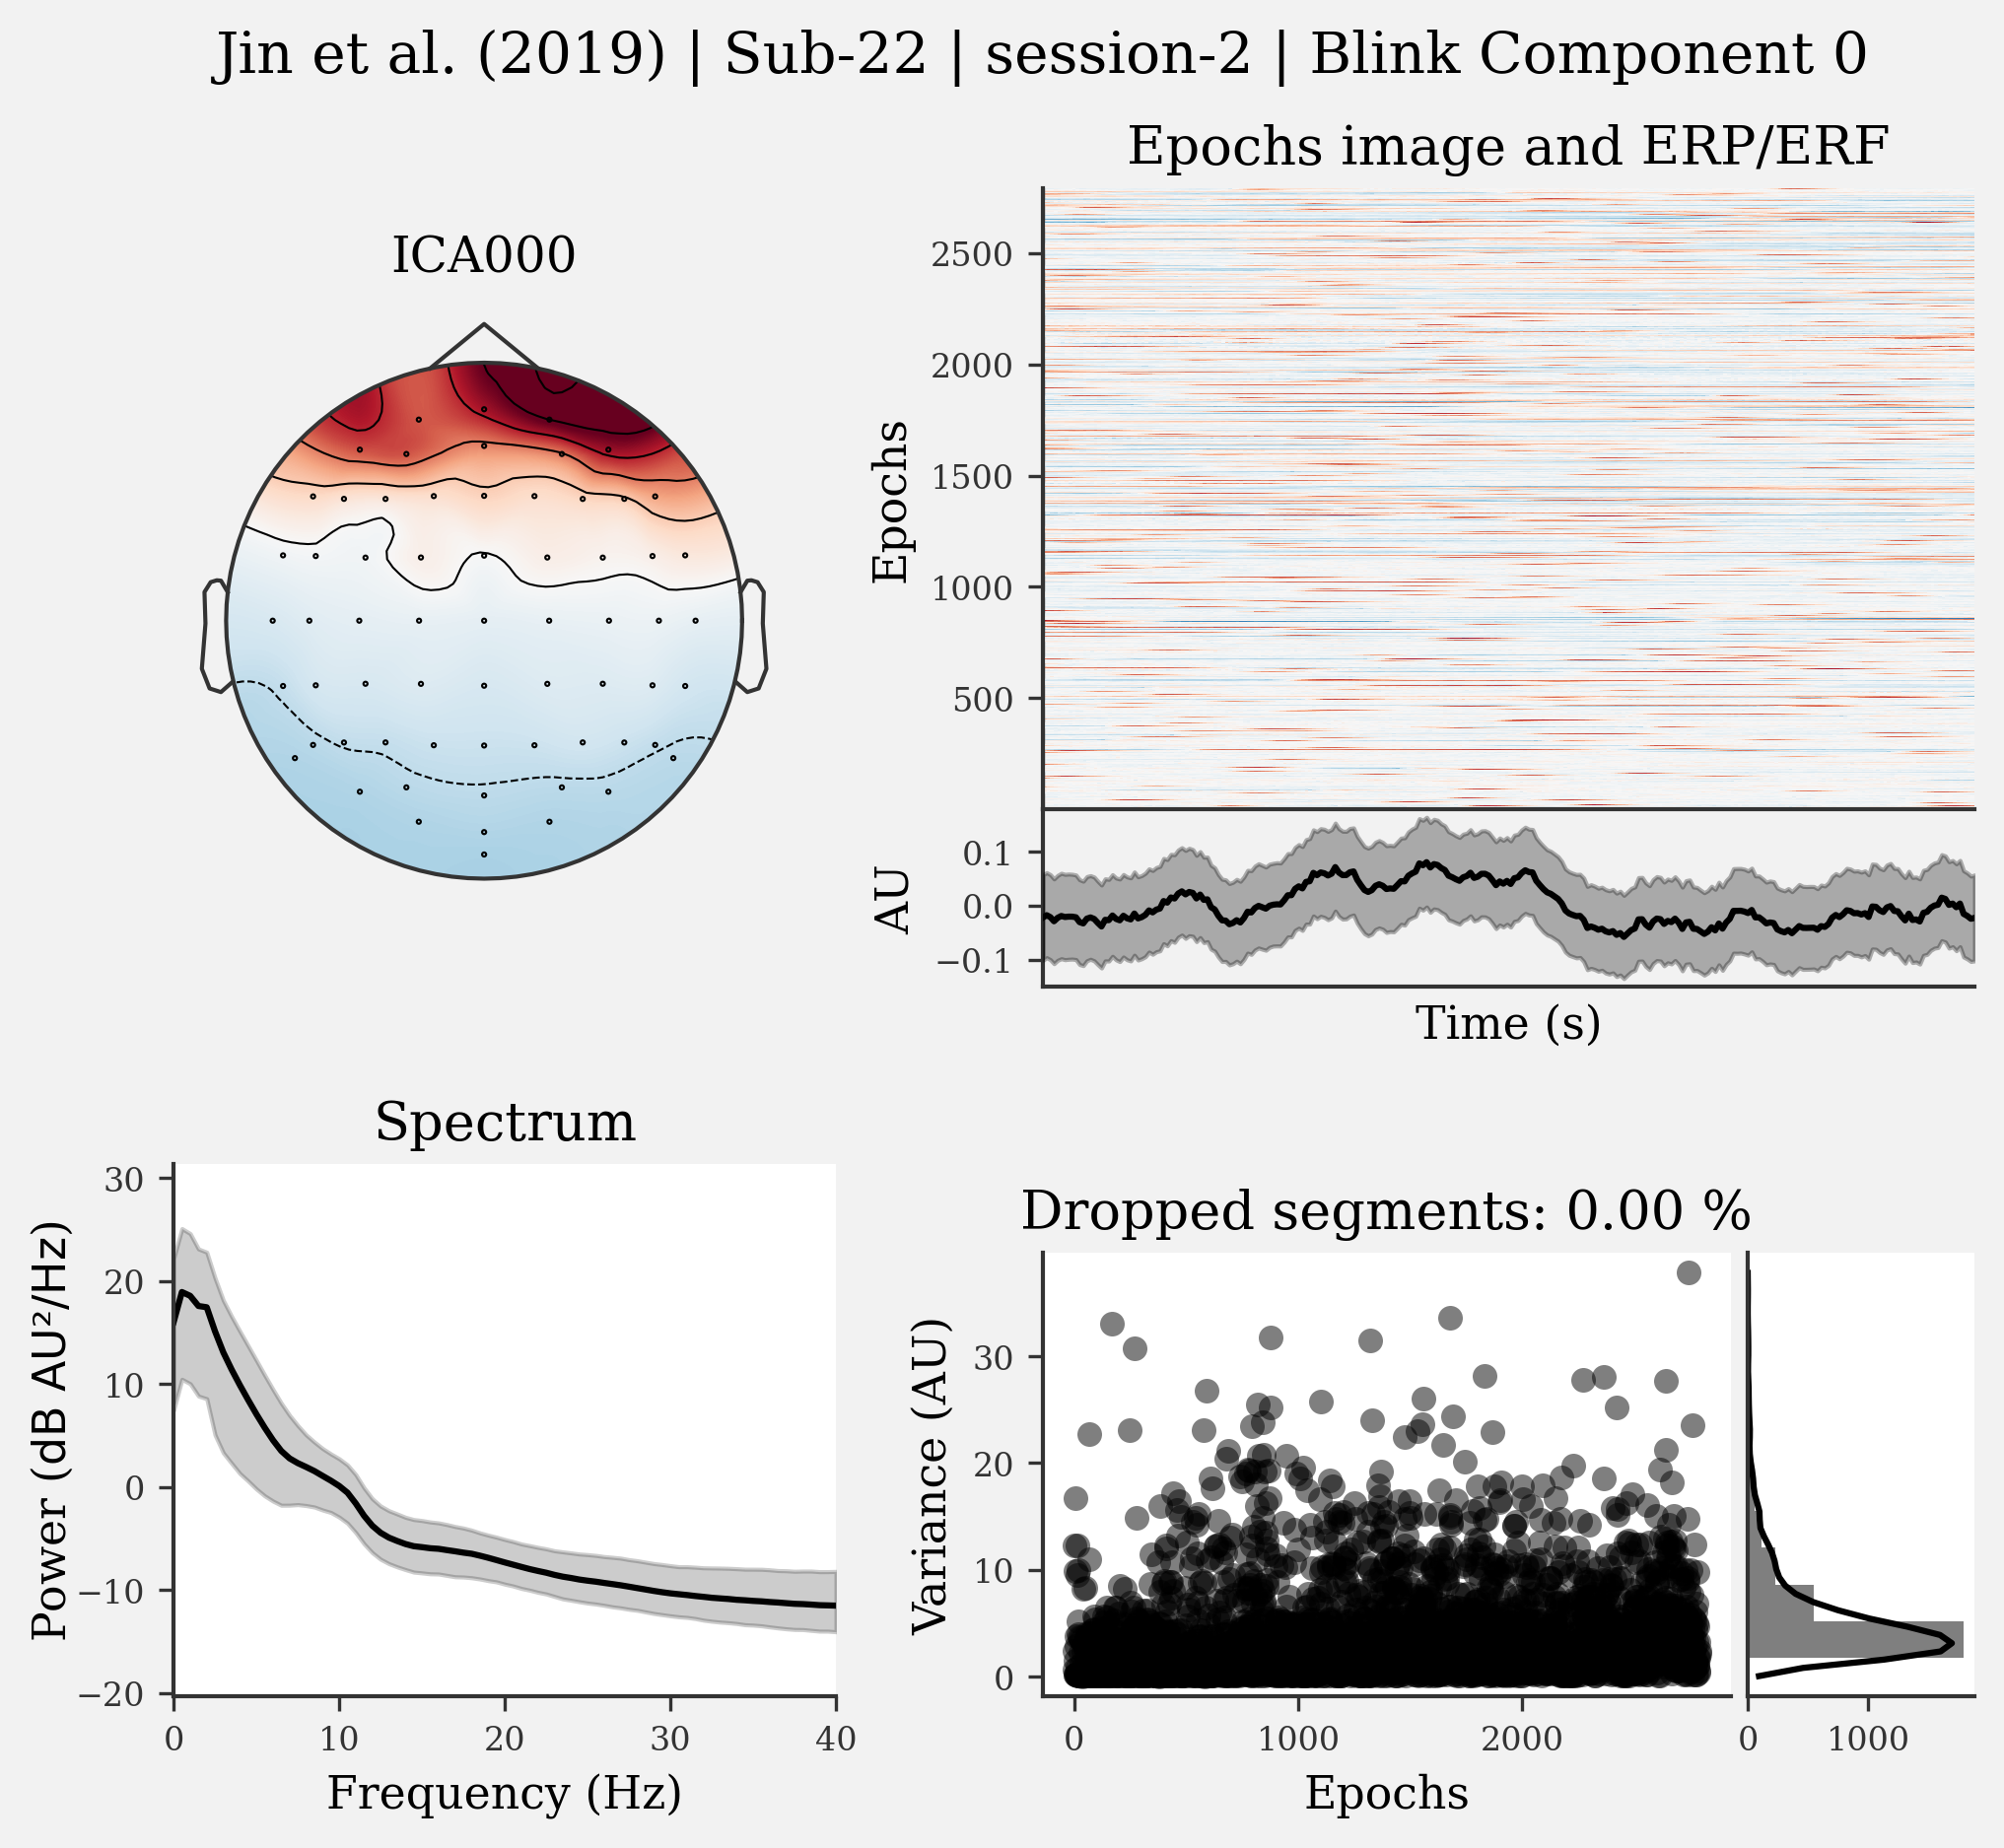 Jin et al. (2019) | Sub-22 | session-2 | Blink Component 0
ICA000
Epochs image and ERP/ERF
2500
2000
1500
1000
500
Epochs
0.1
0.0
−0.1
AU
Time (s)
Spectrum
30
20
10
0
−10
−20
Power (dB AU²/Hz)
0 10 20 30 40
Frequency (Hz)
Dropped segments: 0.00 %
30
20
10
0
Variance (AU)
0 1000 2000
Epochs
0 1000